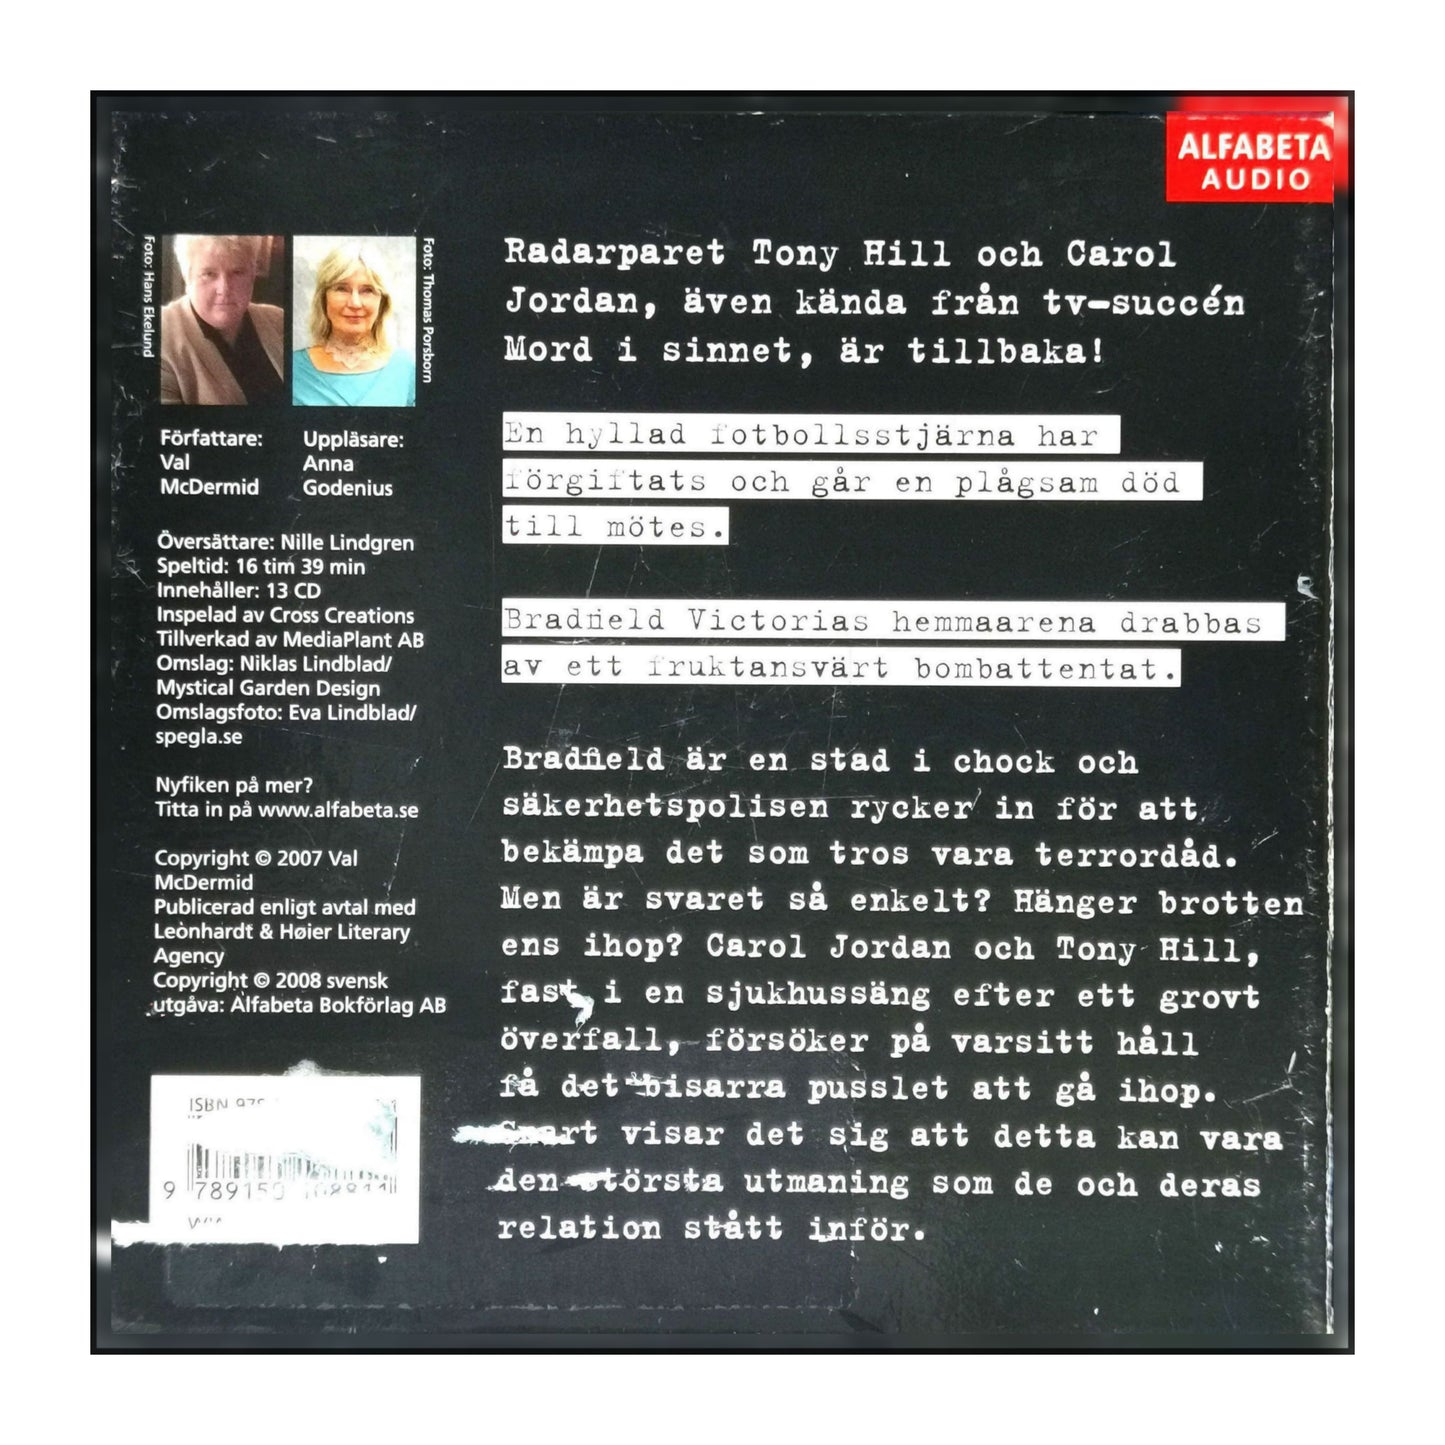 ALFABETA
AUDIO
Foto: Hans Ekelund
Foto: Thomas Porsborn
Författare:
Val
McDermid
Uppläsare:
Anna
Godenius
Översättare: Nille Lindgren
Speltid: 16 tim 39 min
Innehåller: 13 CD
Inspelad av Cross Creations
Tillverkad av MediaPlant AB
Omslag: Niklas Lindblad/
Mystical Garden Design
Omslagsfoto: Eva Lindblad/
spegla.se
Nyfiken på mer?
Titta in på www.alfabeta.se
Copyright © 2007 Val
McDermid
Publicerad enligt avtal med
Leonhardt & Høier Literary
Agency
Copyright © 2008 svensk
utgåva: Alfabeta Bokförlag AB
ISBN
9 789150
Radarparet Tony Hill och Carol
Jordan, även kända från tv-succén
Mord i sinnet, är tillbaka!
En hyllad fotbollsstjärna har
förgiftats och går en plågsam död
till mötes.
Bradfield Victorias hemmaarena drabbas
av ett fruktansvärt bombattentat.
Bradfield är en stad i chock och
säkerhetspolisen rycker in för att
bekämpa det som tros vara terrordåd.
Men är svaret så enkelt? Hänger brotten
ens ihop? Carol Jordan och Tony Hill,
fast i en sjukhussäng efter ett grovt
överfall, försöker på varsitt håll
få det bisarra pusslet att gå ihop.
Snart visar det sig att detta kan vara
den största utmaning som de och deras
relation stått inför.